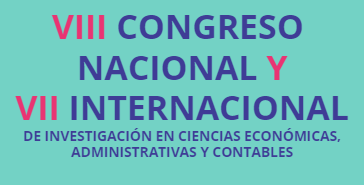 VIII CONGRESO
NACIONAL Y
VII INTERNACIONAL
DE INVESTIGACIÓN EN CIENCIAS ECONÓMICAS,
ADMINISTRATIVAS Y CONTABLES